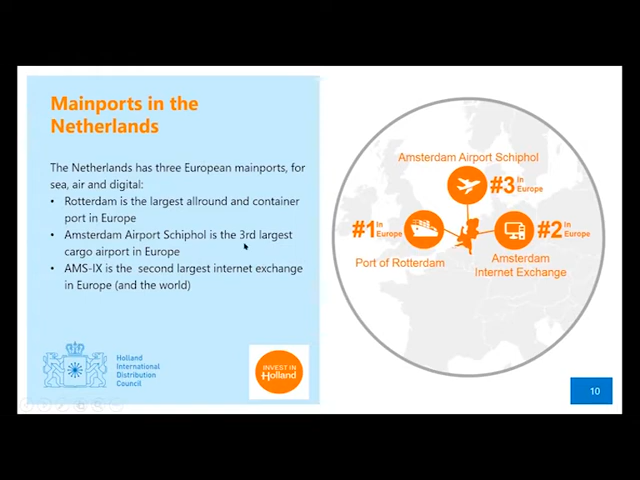 Mainports in the
Netherlands
The Netherlands has three European mainports, for
sea, air and digital:
• Rotterdam is the largest allround and container
port in Europe
• Amsterdam Airport Schiphol is the 3rd largest
cargo airport in Europe
• AMS-IX is the second largest internet exchange
in Europe (and the world)
Holland
International
Distribution
Council
INVEST IN
Holland
Amsterdam Airport Schiphol
#3 in
Europe
#1 in
Europe
Port of Rotterdam
#2 in
Europe
Amsterdam
Internet Exchange
10